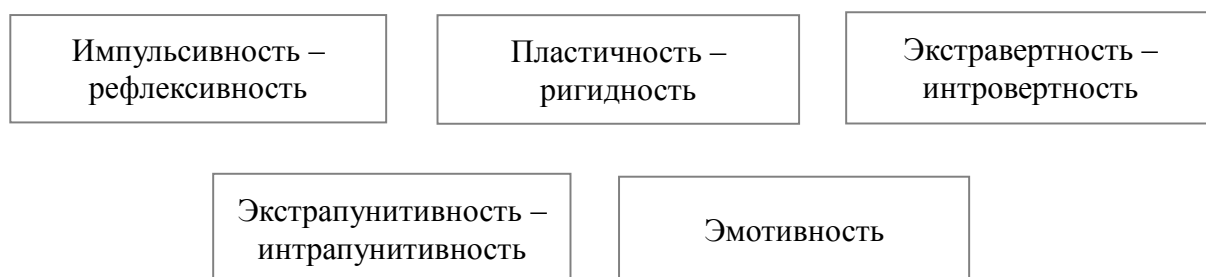 Импульсивность –
рефлексивность
Пластичность –
ригидность
Экстравертность –
интровертность
Экстрапунитивность –
интрапунитивность
Эмотивность